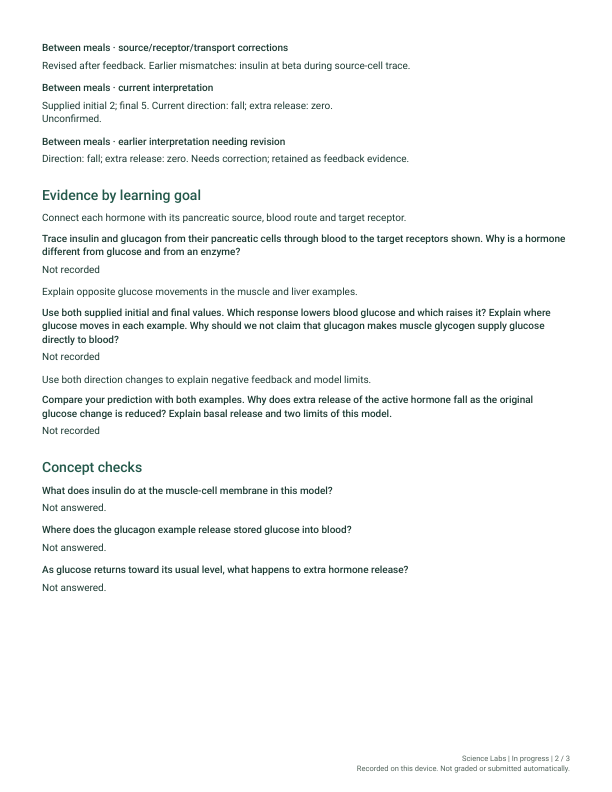 Between meals · source/receptor/transport corrections
Revised after feedback. Earlier mismatches: insulin at beta during source-cell trace.
Between meals · current interpretation
Supplied initial 2; final 5. Current direction: fall; extra release: zero.
Unconfirmed.
Between meals · earlier interpretation needing revision
Direction: fall; extra release: zero. Needs correction; retained as feedback evidence.
Evidence by learning goal
Connect each hormone with its pancreatic source, blood route and target receptor.
Trace insulin and glucagon from their pancreatic cells through blood to the target receptors shown. Why is a hormone
different from glucose and from an enzyme?
Not recorded
Explain opposite glucose movements in the muscle and liver examples.
Use both supplied initial and final values. Which response lowers blood glucose and which raises it? Explain where
glucose moves in each example. Why should we not claim that glucagon makes muscle glycogen supply glucose
directly to blood?
Not recorded
Use both direction changes to explain negative feedback and model limits.
Compare your prediction with both examples. Why does extra release of the active hormone fall as the original
glucose change is reduced? Explain basal release and two limits of this model.
Not recorded
Concept checks
What does insulin do at the muscle-cell membrane in this model?
Not answered.
Where does the glucagon example release stored glucose into blood?
Not answered.
As glucose returns toward its usual level, what happens to extra hormone release?
Not answered.
Science Labs | In progress | 2 / 3
Recorded on this device. Not graded or submitted automatically.